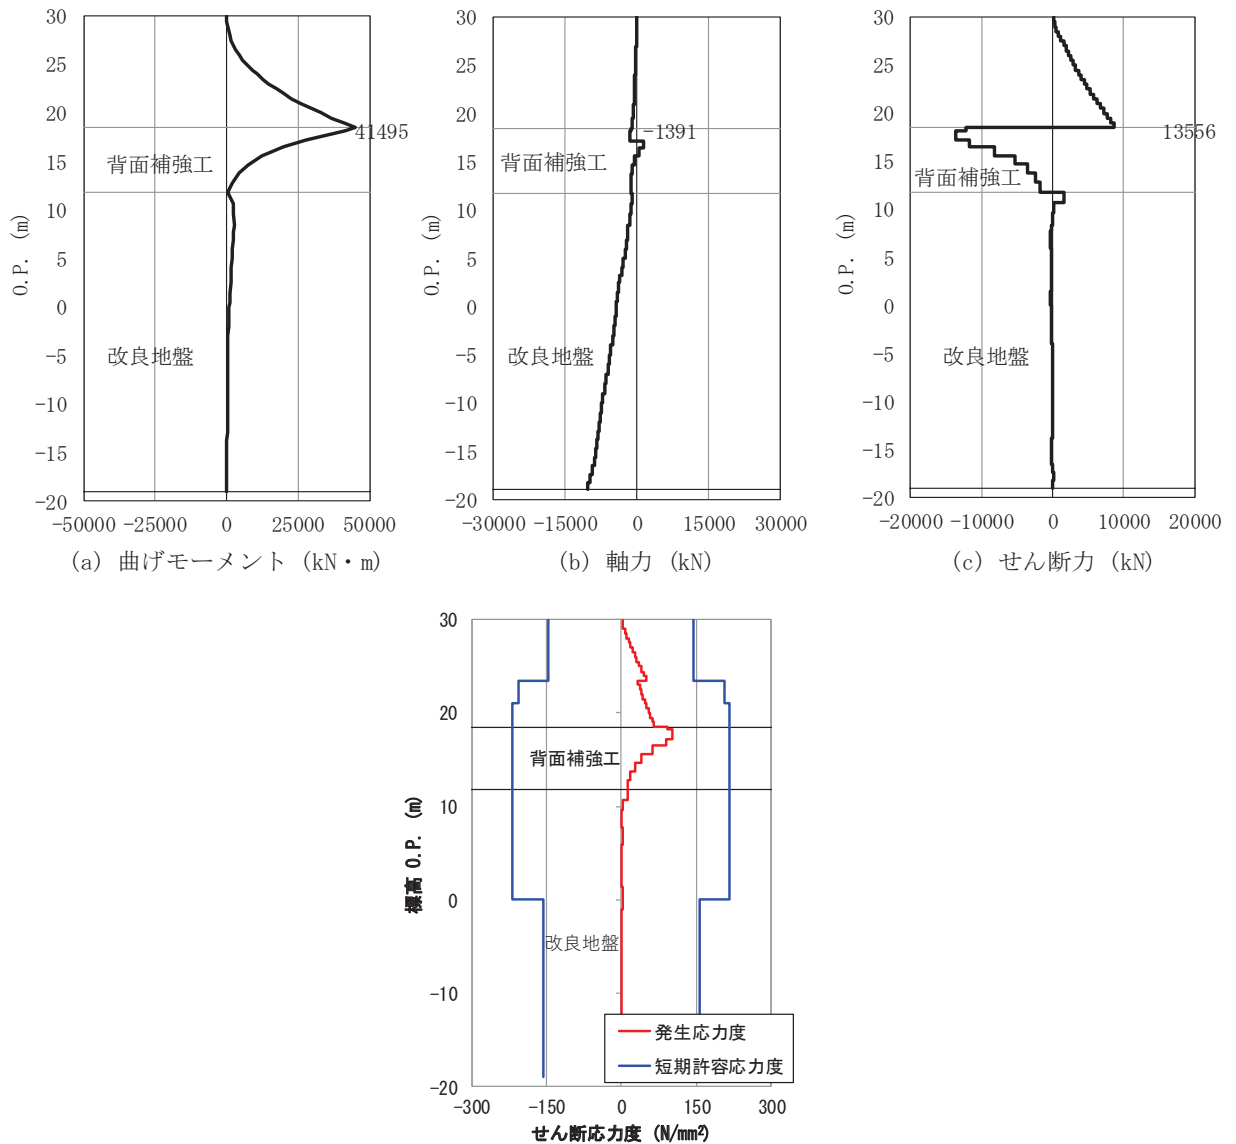 30
25
20
15
10
5
0
-5
-10
-15
-20
O.P. (m)
41495
背面補強工
改良地盤
-50000 -25000 0 25000 50000
(a) 曲げモーメント (kN・m)
30
25
20
15
10
5
0
-5
-10
-15
-20
O.P. (m)
-1391
背面補強工
改良地盤
-30000 -15000 0 15000 30000
(b) 軸力 (kN)
30
25
20
15
10
5
0
-5
-10
-15
-20
O.P. (m)
13556
背面補強工
改良地盤
-20000 -10000 0 10000 20000
(c) せん断力 (kN)
30
20
10
0
-10
-20
標高 O.P. (m)
背面補強工
改良地盤
発生応力度
短期許容応力度
-300 -150 0 150 300
せん断応力度 (N/mm²)